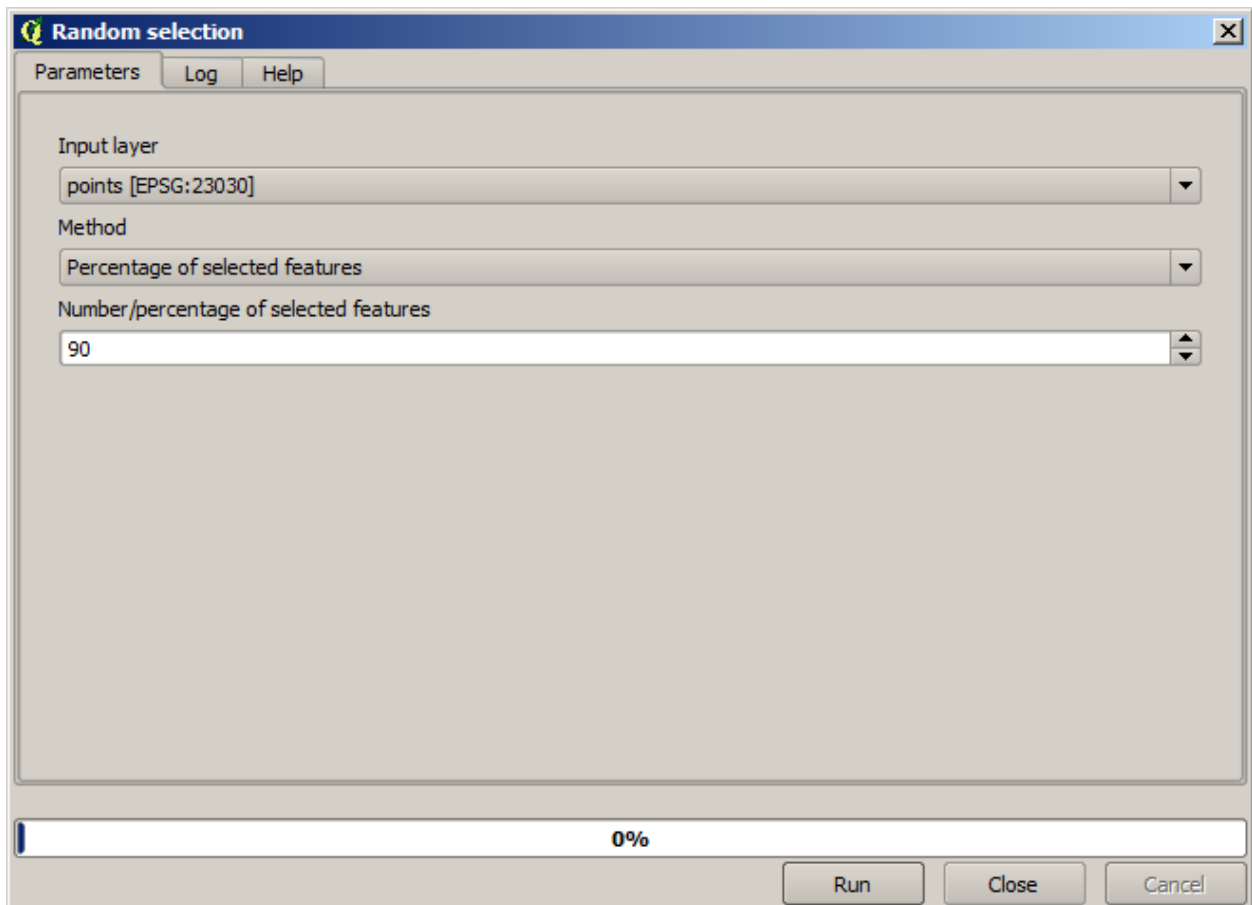 Random selection
Parameters Log Help
Input layer
points [EPSG:23030]
Method
Percentage of selected features
Number/percentage of selected features
90
0%
Run Close Cancel